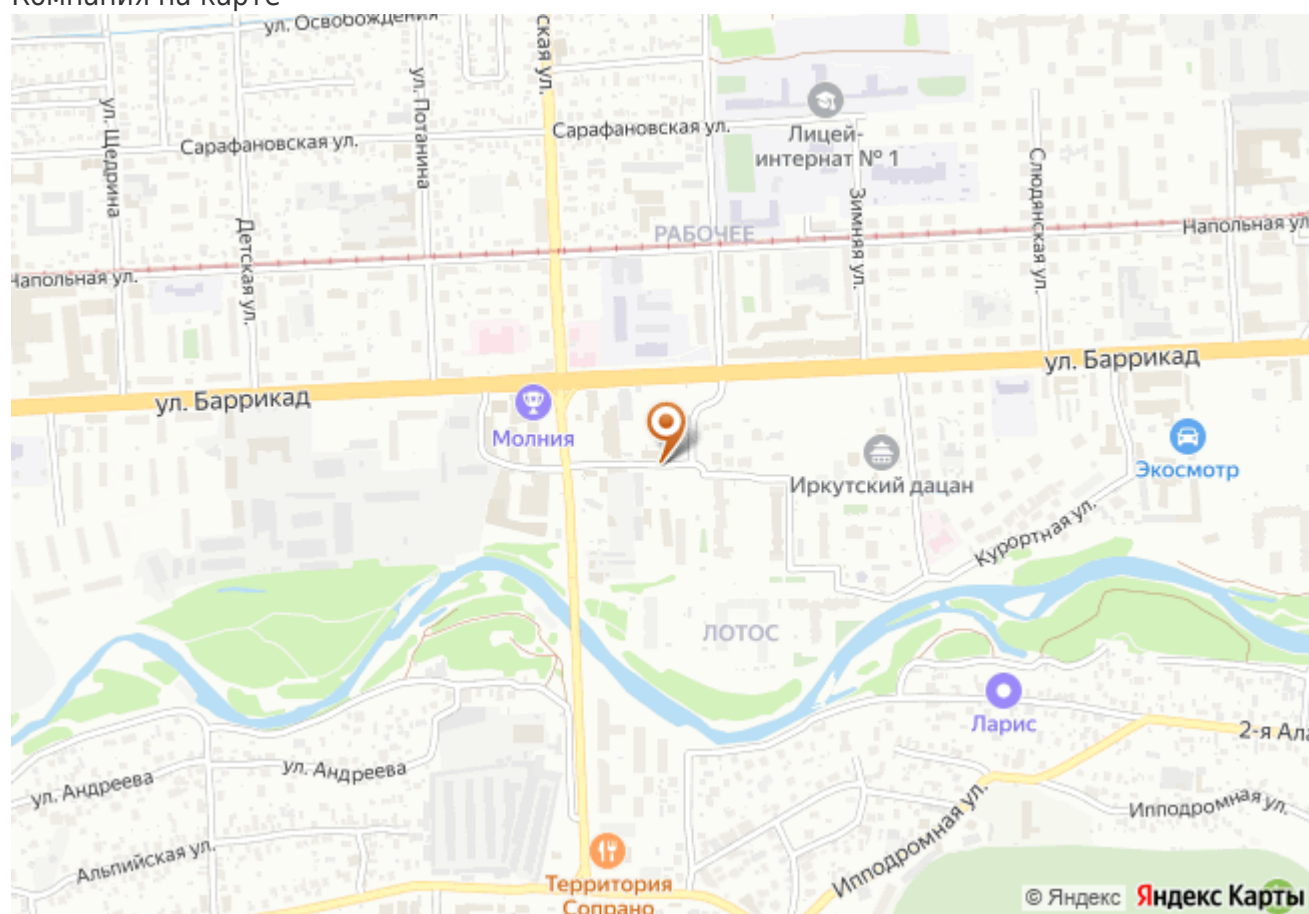 Компания на карте
ул. Освобождения
ская ул.
ул. Щедрина
ул. Потанина
Сарафановская ул.
Сарафановская ул.
Лицей-
интернат № 1
Слюдянская ул.
Зимняя ул.
Детская ул.
РАБОЧЕЕ
Напольная ул
Напольная ул.
ул. Баррикад
ул. Баррикад
Молния
Иркутский дацан
Экосмотр
Курортная ул.
ЛОТОС
Ларис
2-я Ала
ул. Андреева
ул. Андреева
Ипподромная ул.
Ипподромная ул.
Альпийская ул.
Территория
Сопрано
© Яндекс Яндекс Карты